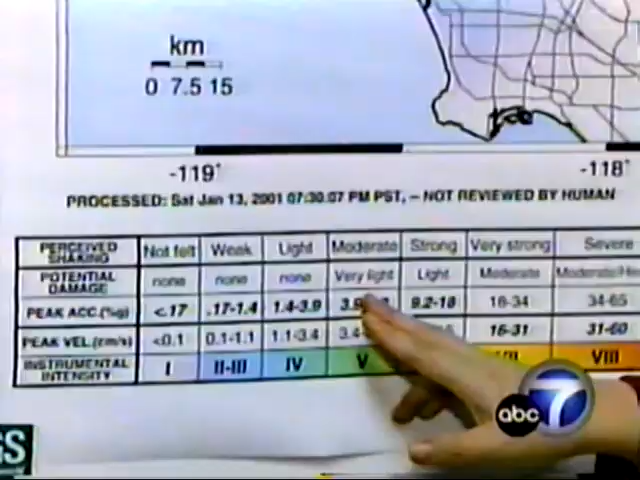 km
0 7.5 15
-119° -118°
PROCESSED: Sat Jan 13, 2001 07:30:07 PM PST, – NOT REVIEWED BY HUMAN
PERCEIVED SHAKING Not felt Weak Light Moderate Strong Very strong Severe
POTENTIAL DAMAGE none none none Very light Light Moderate
PEAK ACC.(%g) <.17 .17-1.4 1.4-3.9 9.2-18 18-34 34-65
PEAK VEL.(cm/s) <0.1 0.1-1.1 1.1-3.4 16-31 31-60
INSTRUMENTAL INTENSITY I II-III IV V VIII
abc 7
GS